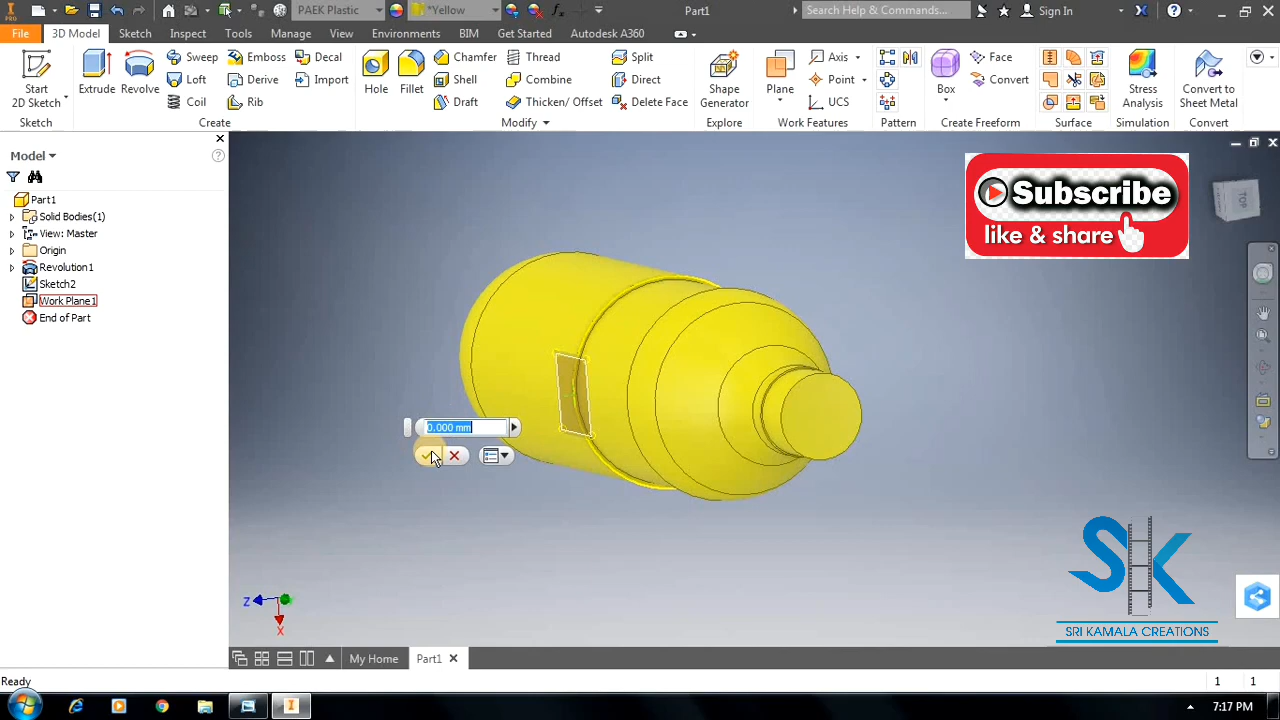 PAEK Plastic
*Yellow
Part1
Search Help & Commands...
Sign In
File
3D Model
Sketch
Inspect
Tools
Manage
View
Environments
BIM
Get Started
Autodesk A360
Start
2D Sketch
Sketch
Extrude
Revolve
Sweep
Loft
Coil
Emboss
Derive
Rib
Decal
Import
Create
Hole
Fillet
Chamfer
Shell
Draft
Thread
Combine
Thicken/ Offset
Split
Direct
Delete Face
Modify
Shape
Generator
Explore
Plane
Axis
Point
UCS
Work Features
Pattern
Box
Face
Convert
Create Freeform
Surface
Stress
Analysis
Simulation
Convert to
Sheet Metal
Convert
Model
Part1
Solid Bodies(1)
View: Master
Origin
Revolution1
Sketch2
Work Plane1
End of Part
Subscribe
like & share
TOP
0.000 mm
Z
X
SK
SRI KAMALA CREATIONS
My Home
Part1
Ready
1
1
7:17 PM